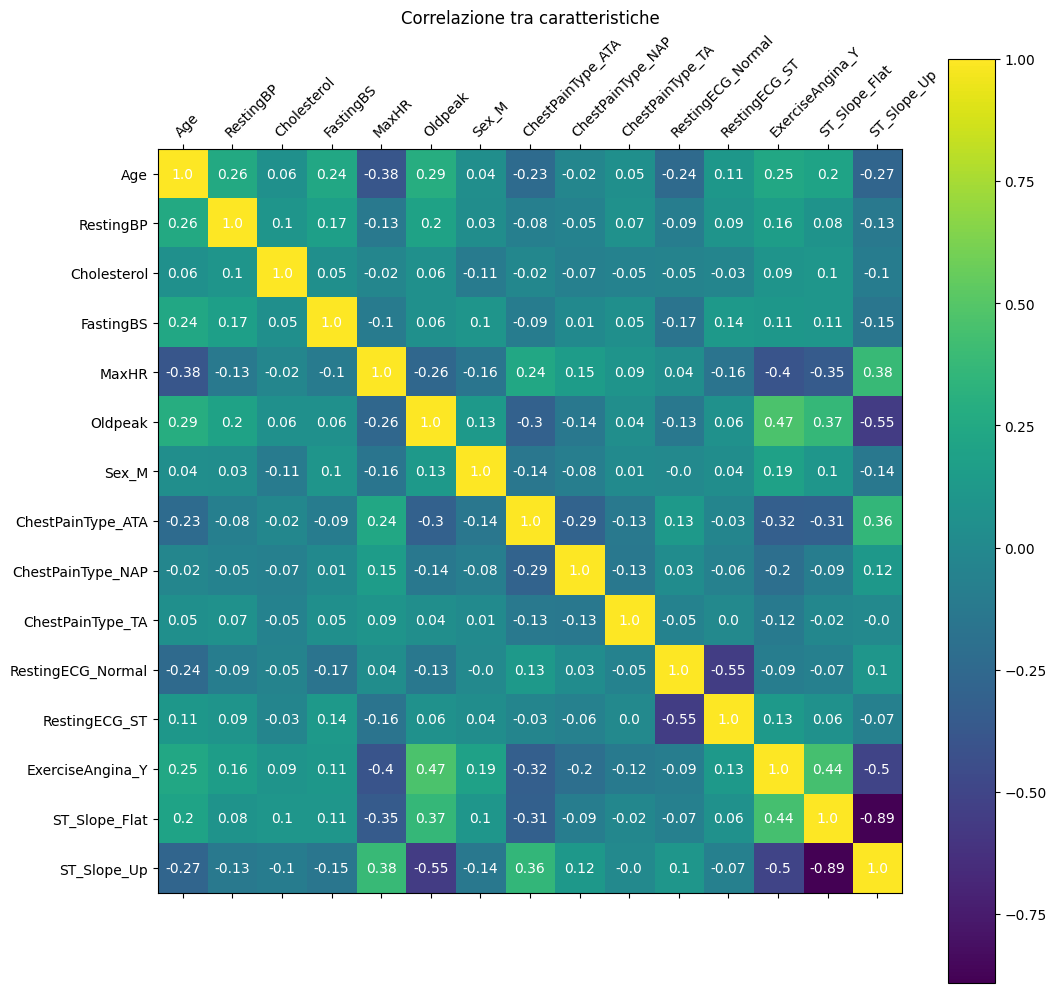 Correlazione tra caratteristiche
Age RestingBP Cholesterol FastingBS MaxHR Oldpeak Sex_M ChestPainType_ATA ChestPainType_NAP ChestPainType_TA RestingECG_Normal RestingECG_ST ExerciseAngina_Y ST_Slope_Flat ST_Slope_Up
Age 1.0 0.26 0.06 0.24 -0.38 0.29 0.04 -0.23 -0.02 0.05 -0.24 0.11 0.25 0.2 -0.27
RestingBP 0.26 1.0 0.1 0.17 -0.13 0.2 0.03 -0.08 -0.05 0.07 -0.09 0.09 0.16 0.08 -0.13
Cholesterol 0.06 0.1 1.0 0.05 -0.02 0.06 -0.11 -0.02 -0.07 -0.05 -0.05 -0.03 0.09 0.1 -0.1
FastingBS 0.24 0.17 0.05 1.0 -0.1 0.06 0.1 -0.09 0.01 0.05 -0.17 0.14 0.11 0.11 -0.15
MaxHR -0.38 -0.13 -0.02 -0.1 1.0 -0.26 -0.16 0.24 0.15 0.09 0.04 -0.16 -0.4 -0.35 0.38
Oldpeak 0.29 0.2 0.06 0.06 -0.26 1.0 0.13 -0.3 -0.14 0.04 -0.13 0.06 0.47 0.37 -0.55
Sex_M 0.04 0.03 -0.11 0.1 -0.16 0.13 1.0 -0.14 -0.08 0.01 -0.0 0.04 0.19 0.1 -0.14
ChestPainType_ATA -0.23 -0.08 -0.02 -0.09 0.24 -0.3 -0.14 1.0 -0.29 -0.13 0.13 -0.03 -0.32 -0.31 0.36
ChestPainType_NAP -0.02 -0.05 -0.07 0.01 0.15 -0.14 -0.08 -0.29 1.0 -0.13 0.03 -0.06 -0.2 -0.09 0.12
ChestPainType_TA 0.05 0.07 -0.05 0.05 0.09 0.04 0.01 -0.13 -0.13 1.0 -0.05 0.0 -0.12 -0.02 -0.0
RestingECG_Normal -0.24 -0.09 -0.05 -0.17 0.04 -0.13 -0.0 0.13 0.03 -0.05 1.0 -0.55 -0.09 -0.07 0.1
RestingECG_ST 0.11 0.09 -0.03 0.14 -0.16 0.06 0.04 -0.03 -0.06 0.0 -0.55 1.0 0.13 0.06 -0.07
ExerciseAngina_Y 0.25 0.16 0.09 0.11 -0.4 0.47 0.19 -0.32 -0.2 -0.12 -0.09 0.13 1.0 0.44 -0.5
ST_Slope_Flat 0.2 0.08 0.1 0.11 -0.35 0.37 0.1 -0.31 -0.09 -0.02 -0.07 0.06 0.44 1.0 -0.89
ST_Slope_Up -0.27 -0.13 -0.1 -0.15 0.38 -0.55 -0.14 0.36 0.12 -0.0 0.1 -0.07 -0.5 -0.89 1.0
1.00
0.75
0.50
0.25
0.00
−0.25
−0.50
−0.75